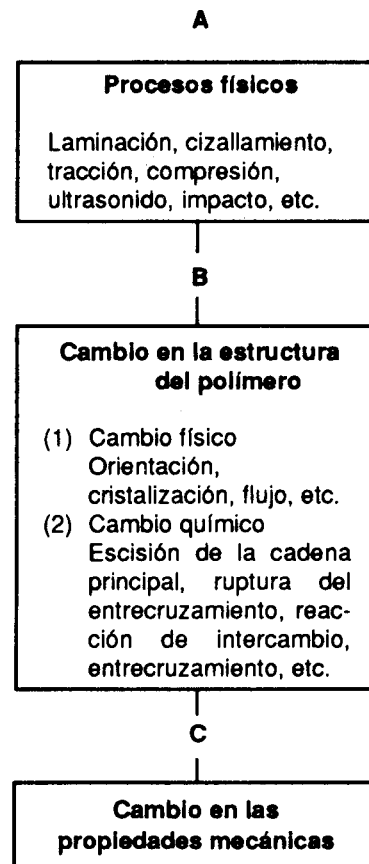 A
Procesos físicos
Laminación, cizallamiento,
tracción, compresión,
ultrasonido, impacto, etc.
B
Cambio en la estructura
del polímero
(1) Cambio físico
Orientación,
cristalización, flujo, etc.
(2) Cambio químico
Escisión de la cadena
principal, ruptura del
entrecruzamiento, reac-
ción de intercambio,
entrecruzamiento, etc.
C
Cambio en las
propiedades mecánicas